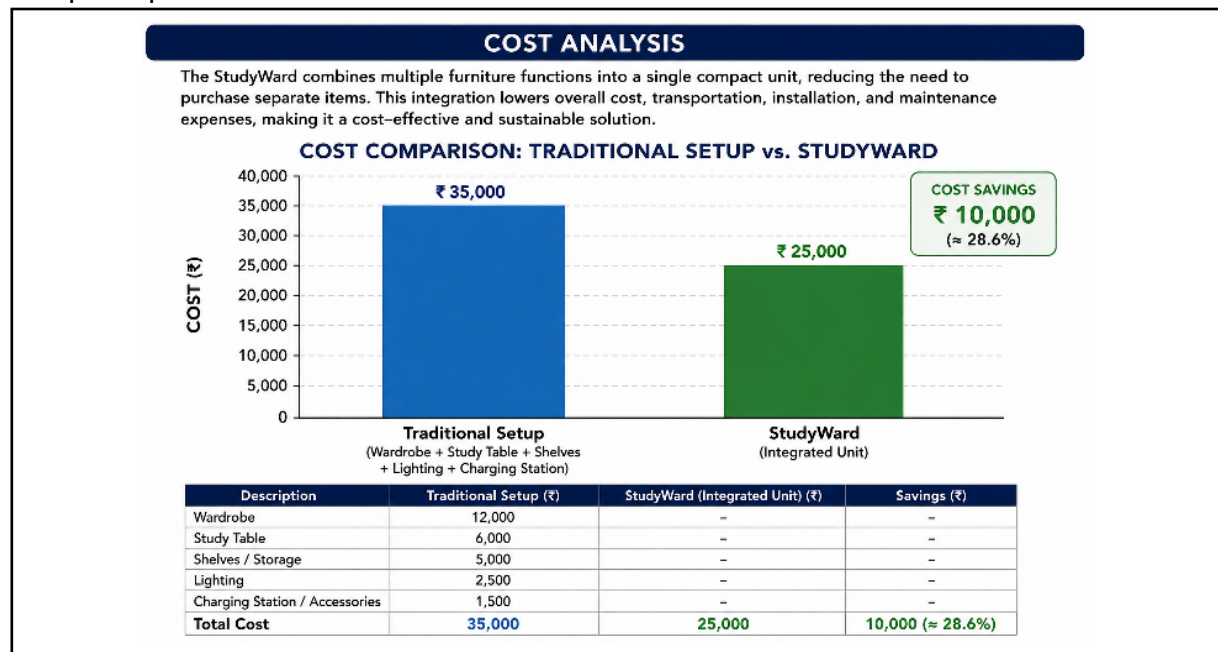 COST ANALYSIS
The StudyWard combines multiple furniture functions into a single compact unit, reducing the need to
purchase separate items. This integration lowers overall cost, transportation, installation, and maintenance
expenses, making it a cost–effective and sustainable solution.
COST COMPARISON: TRADITIONAL SETUP vs. STUDYWARD
COST SAVINGS
₹ 10,000
(≈ 28.6%)
COST (₹)
40,000
35,000
30,000
25,000
20,000
15,000
10,000
5,000
0
₹ 35,000
₹ 25,000
Traditional Setup
(Wardrobe + Study Table + Shelves
+ Lighting + Charging Station)
StudyWard
(Integrated Unit)
Description Traditional Setup (₹) StudyWard (Integrated Unit) (₹) Savings (₹)
Wardrobe 12,000 – –
Study Table 6,000 – –
Shelves / Storage 5,000 – –
Lighting 2,500 – –
Charging Station / Accessories 1,500 – –
Total Cost 35,000 25,000 10,000 (≈ 28.6%)